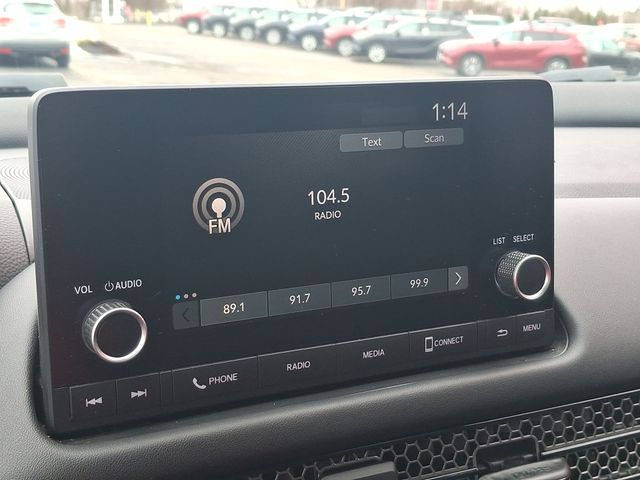 1:14
Text Scan
104.5
RADIO
FM
LIST SELECT
VOL AUDIO
89.1 91.7 95.7 99.9
PHONE RADIO MEDIA CONNECT MENU